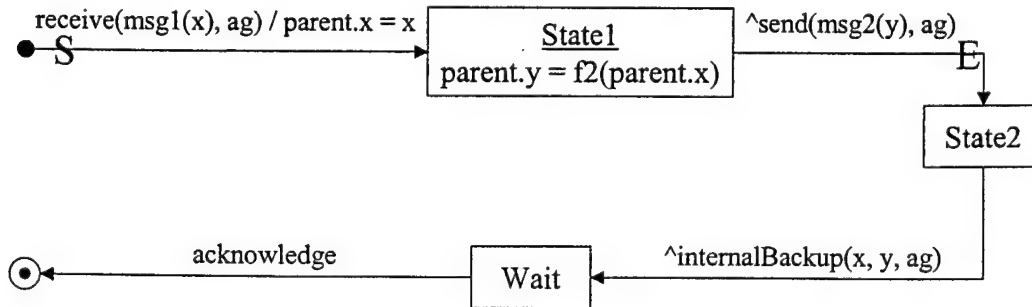 receive(msg1(x), ag) / parent.x = x
S
State1
parent.y = f2(parent.x)
^send(msg2(y), ag)
E
State2
acknowledge
Wait
^internalBackup(x, y, ag)